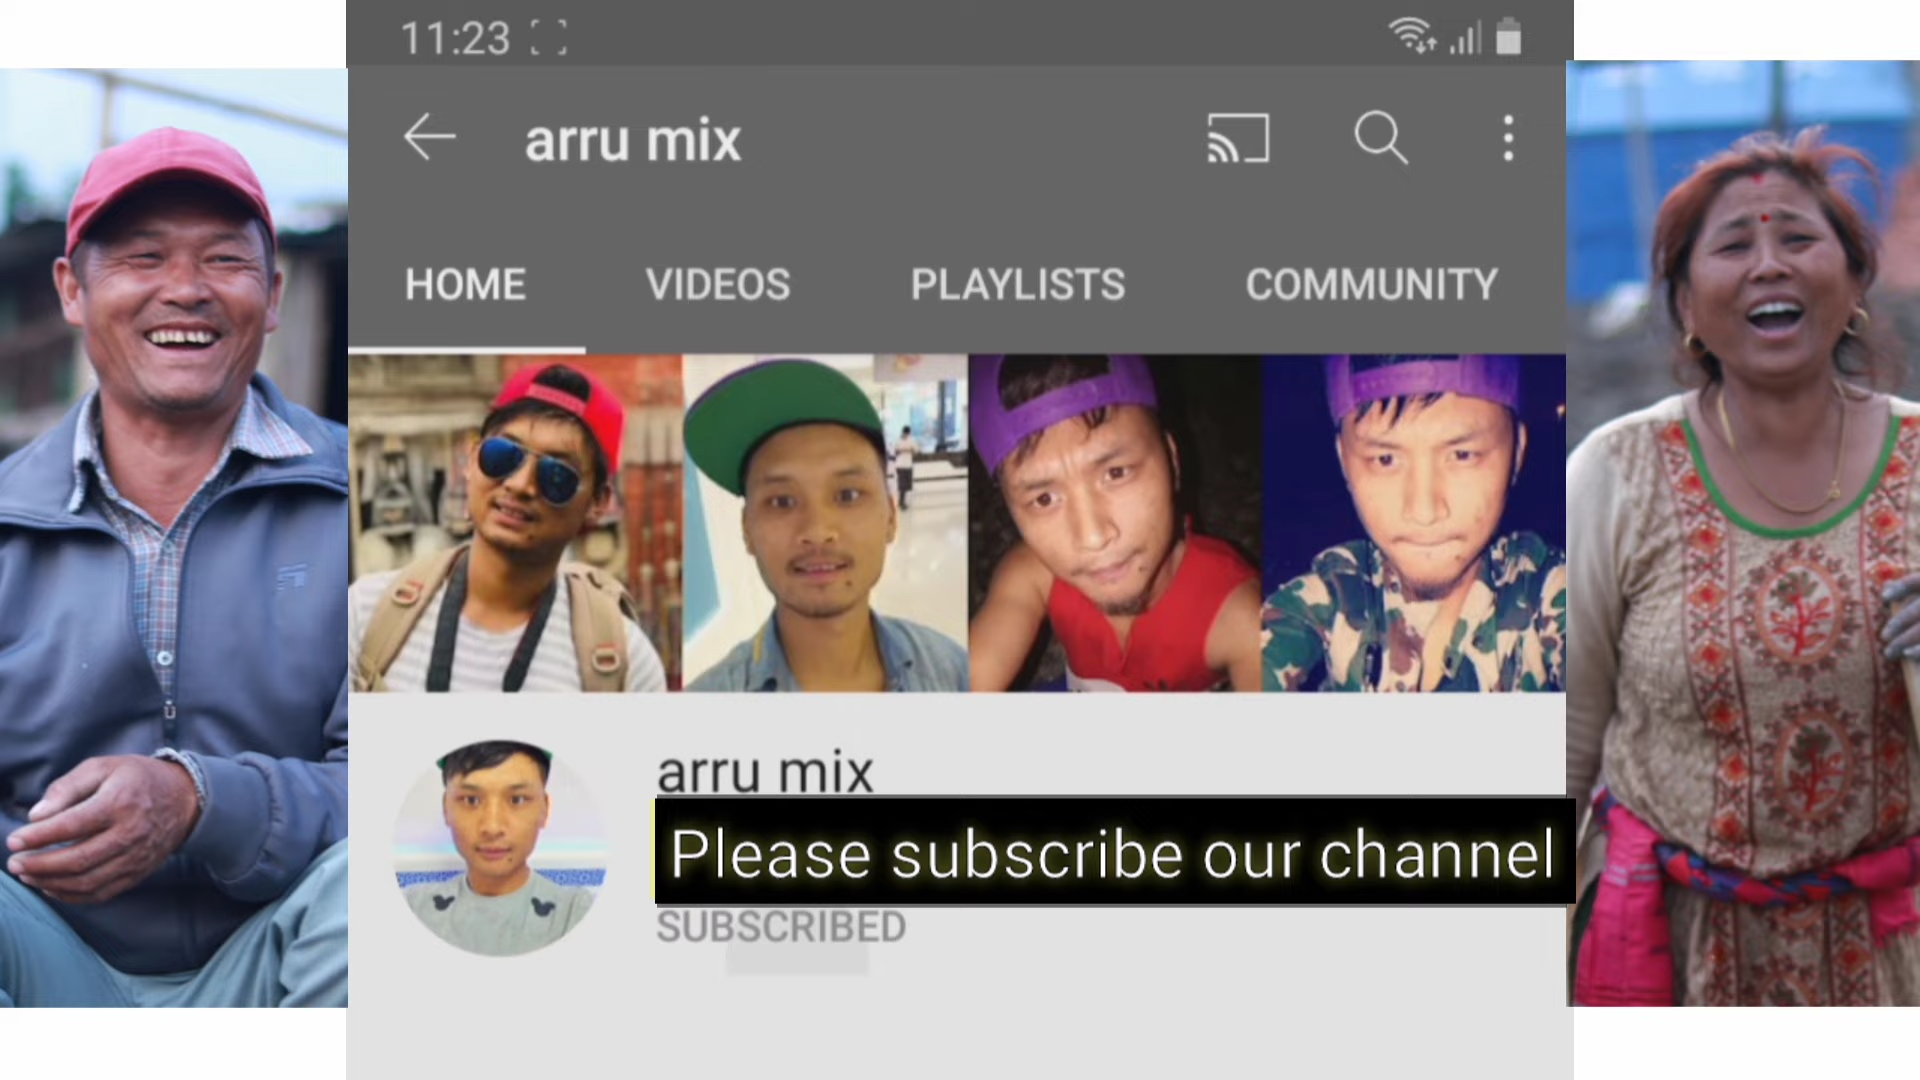 11:23
arru mix
HOME VIDEOS PLAYLISTS COMMUNITY
arru mix
Please subscribe our channel
SUBSCRIBED